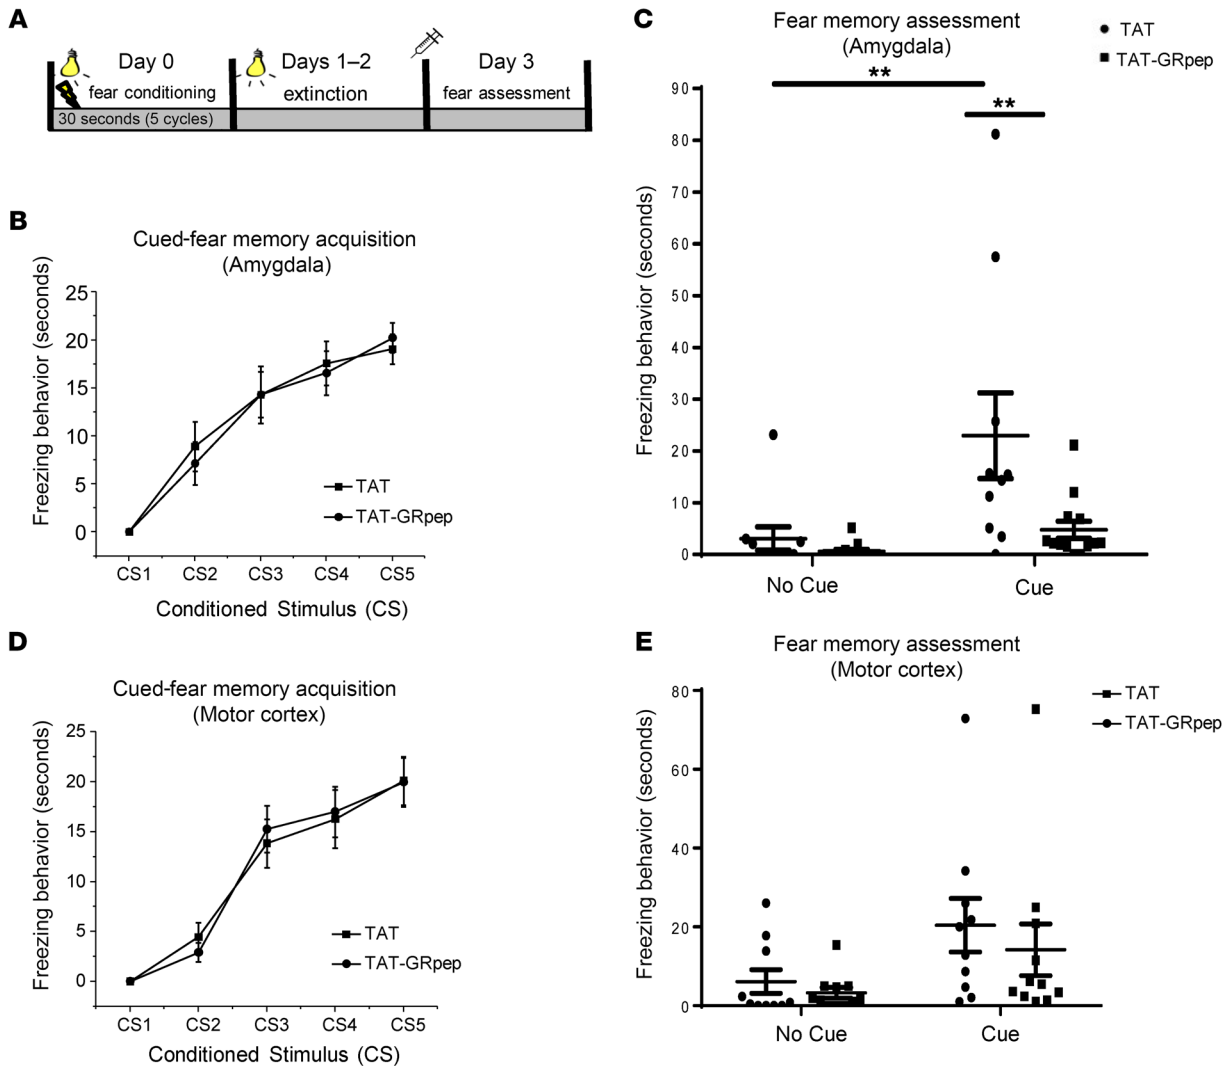 A
Day 0
Days 1–2
Day 3
fear conditioning
extinction
fear assessment
30 seconds (5 cycles)
B
Cued-fear memory acquisition
(Amygdala)
Freezing behavior (seconds)
25
20
15
10
5
0
TAT
TAT-GRpep
CS1 CS2 CS3 CS4 CS5
Conditioned Stimulus (CS)
C
Fear memory assessment
(Amygdala)
TAT
TAT-GRpep
**
**
Freezing behavior (seconds)
90
80
70
60
50
40
30
20
10
0
No Cue Cue
D
Cued-fear memory acquisition
(Motor cortex)
Freezing behavior (seconds)
25
20
15
10
5
0
TAT
TAT-GRpep
CS1 CS2 CS3 CS4 CS5
Conditioned Stimulus (CS)
E
Fear memory assessment
(Motor cortex)
TAT
TAT-GRpep
Freezing behavior (seconds)
80
60
40
20
0
No Cue Cue